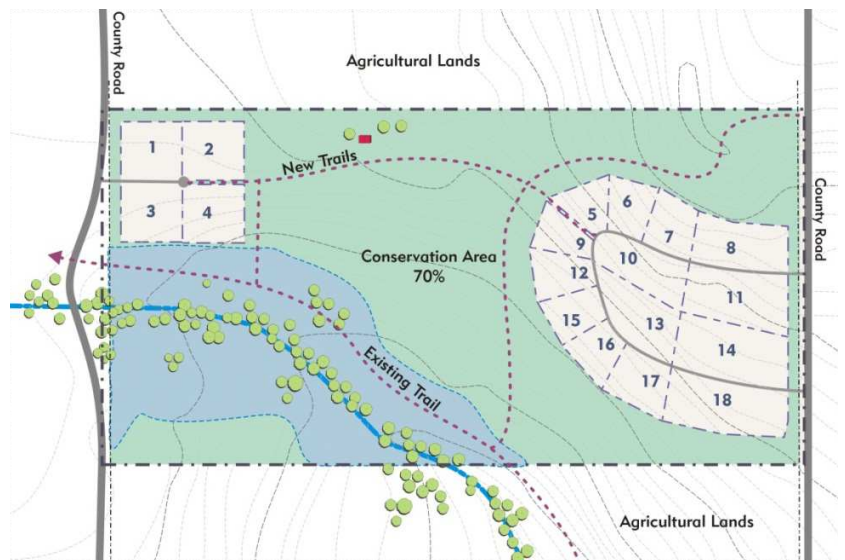 County Road
Agricultural Lands
1
2
New Trails
3
4
County Road
5
6
7
8
9
10
Conservation Area
70%
11
12
13
14
15
16
17
18
Existing Trail
Agricultural Lands